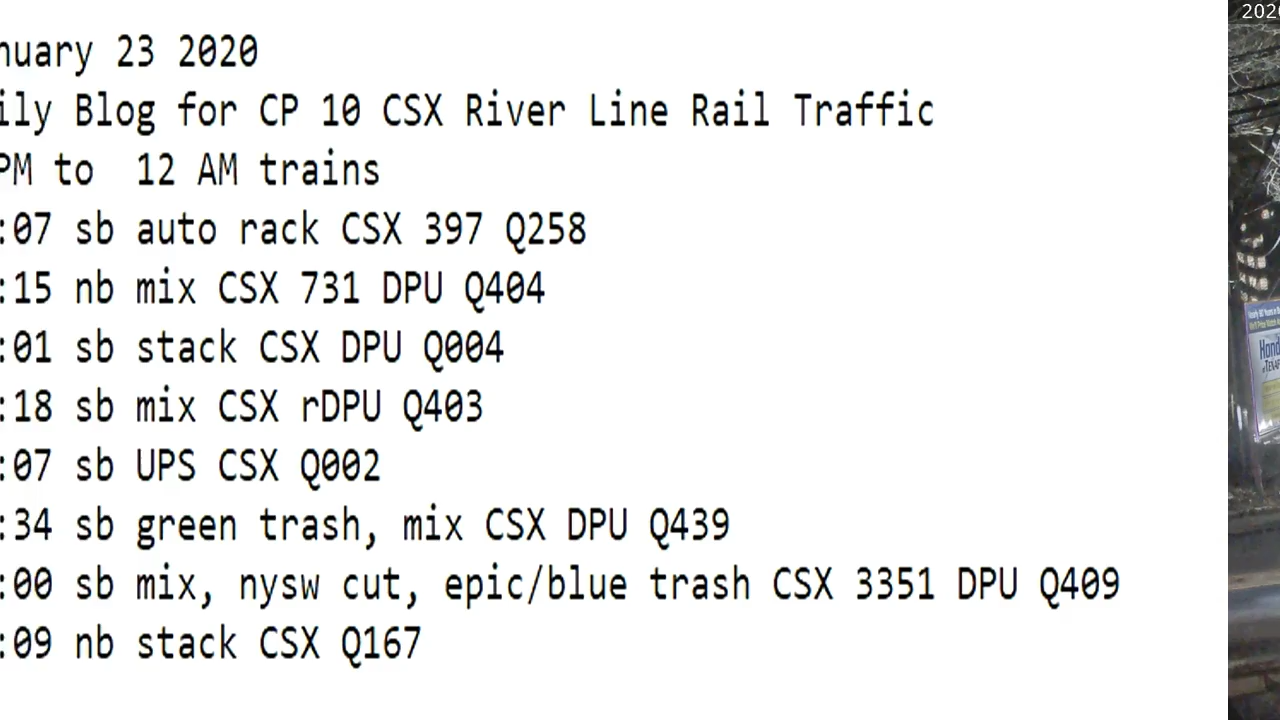 nuary 23 2020
ily Blog for CP 10 CSX River Line Rail Traffic
PM to 12 AM trains
:07 sb auto rack CSX 397 Q258
:15 nb mix CSX 731 DPU Q404
:01 sb stack CSX DPU Q004
:18 sb mix CSX rDPU Q403
:07 sb UPS CSX Q002
:34 sb green trash, mix CSX DPU Q439
:00 sb mix, nysw cut, epic/blue trash CSX 3351 DPU Q409
:09 nb stack CSX Q167
202
Hond